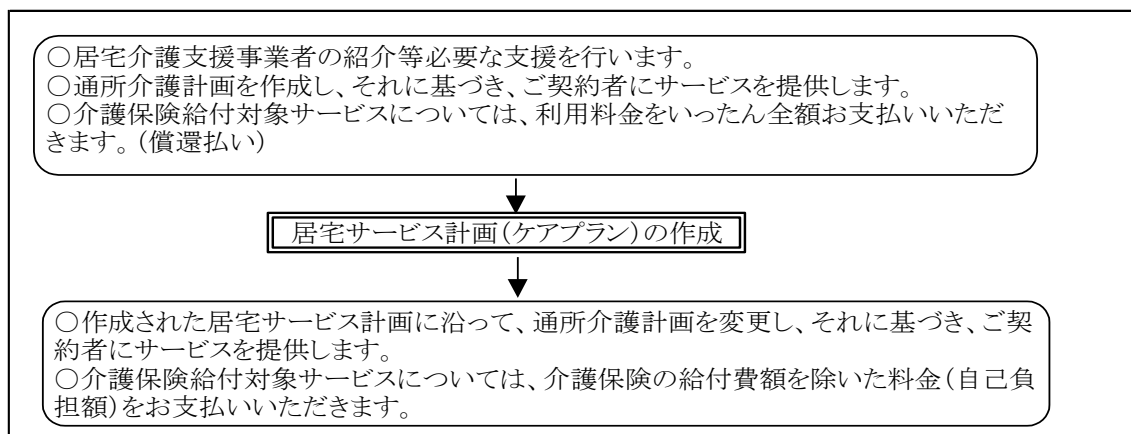 ○居宅介護支援事業者の紹介等必要な支援を行います。
○通所介護計画を作成し、それに基づき、ご契約者にサービスを提供します。
○介護保険給付対象サービスについては、利用料金をいったん全額お支払いいただ
きます。(償還払い)
居宅サービス計画(ケアプラン)の作成
○作成された居宅サービス計画に沿って、通所介護計画を変更し、それに基づき、ご契
約者にサービスを提供します。
○介護保険給付対象サービスについては、介護保険の給付費額を除いた料金(自己負
担額)をお支払いいただきます。